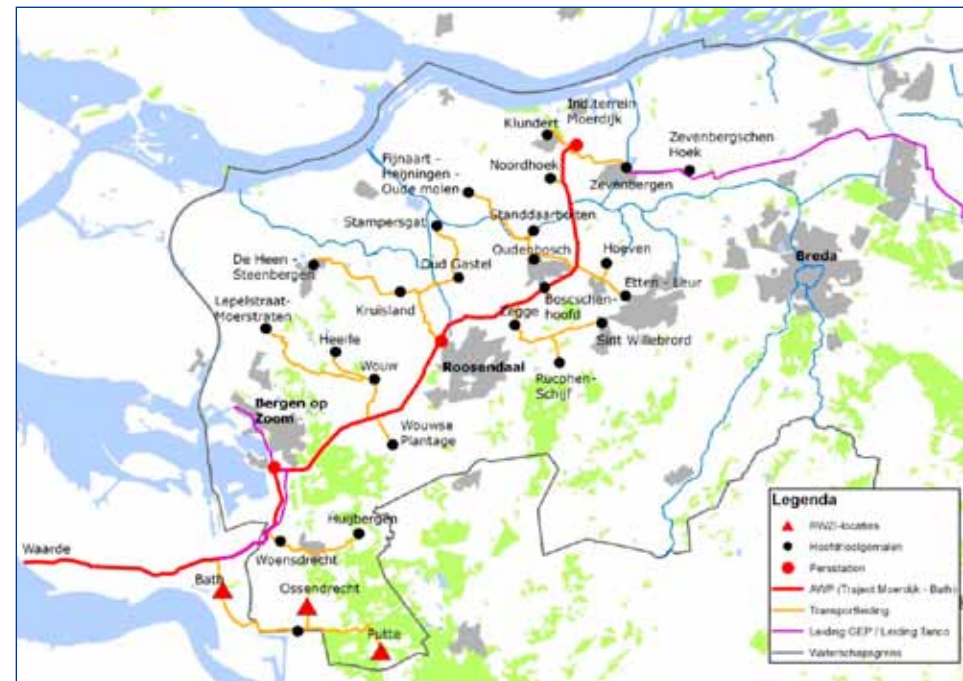 Ind.terrein
Moerdijk
Klundert
Zevenbergschen
Hoek
Fijnaart -
Heijningen -
Oude molen
Noordhoek
Zevenbergen
Stampersgat
Standdaarbuiten
Oudenbosch
Hoeven
Breda
De Heen -
Steenbergen
Oud Gastel
Etten - Leur
Kruisland
Bosschen-
hoofd
Lepelstraat-
Moerstraten
Zegge
Heerle
Sint Willebrord
Wouw
Roosendaal
Rucphen-
Schijf
Bergen op
Zoom
Wouwse
Plantage
Huijbergen
Waarde
Woensdrecht
Bath
Ossendrecht
Putte
Legenda
RWZI-locaties
Hoofdrioolgemalen
Persstation
AWP (Traject Moerdijk - Bath)
Transportleiding
Leiding GEP / Leiding Tanco
Waterschapsgrens